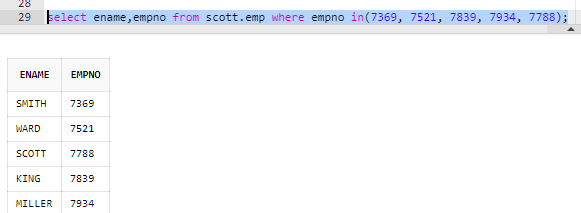 28
29 select ename,empno from scott.emp where empno in(7369, 7521, 7839, 7934, 7788);
ENAME EMPNO
SMITH 7369
WARD 7521
SCOTT 7788
KING 7839
MILLER 7934